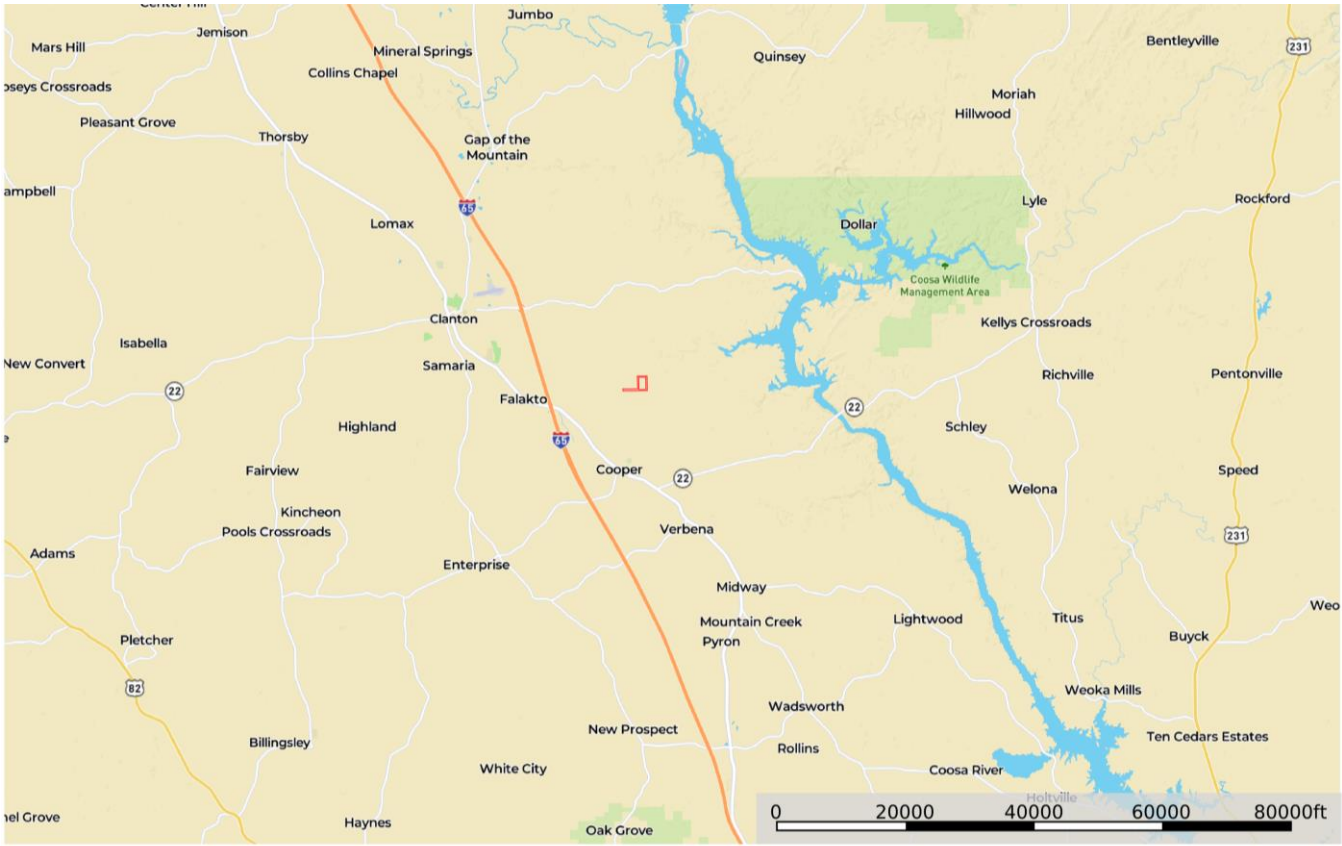 Center Hill
Jumbo
Jemison
Mars Hill
Mineral Springs
Quinsey
Bentleyville
231
Collins Chapel
oseys Crossroads
Moriah
Hillwood
Pleasant Grove
Thorsby
Gap of the
Mountain
ampbell
65
Lyle
Rockford
Lomax
Dollar
Coosa Wildlife
Management Area
Clanton
Kellys Crossroads
Isabella
New Convert
Samaria
Richville
Pentonville
22
Falakto
22
Highland
Schley
65
e
Fairview
Cooper
22
Speed
Welona
Kincheon
Pools Crossroads
Verbena
231
Adams
Enterprise
Midway
Weo
Mountain Creek
Lightwood
Titus
Pletcher
Pyron
Buyck
82
Weoka Mills
Wadsworth
New Prospect
Ten Cedars Estates
Billingsley
Rollins
White City
Coosa River
Holtville
0 20000 40000 60000 80000ft
nel Grove
Haynes
Oak Grove